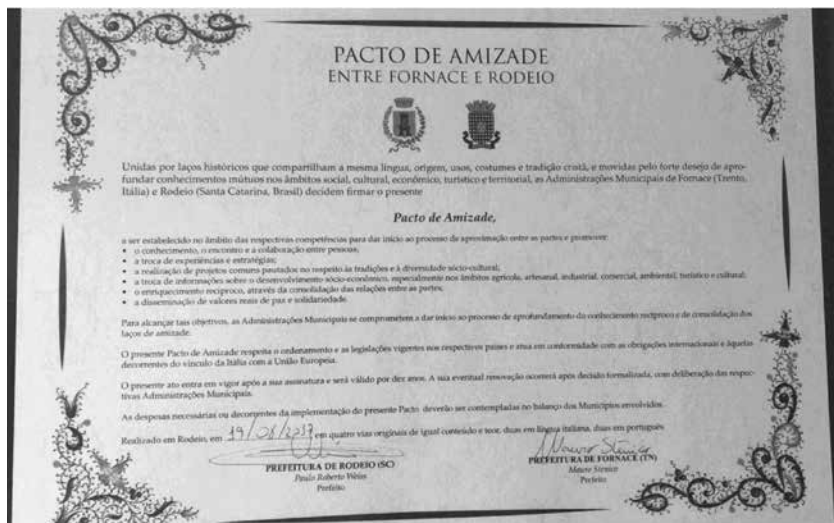 PACTO DE AMIZADE
ENTRE FORNACE E RODEIO
Unidas por laços históricos que compartilham a mesma língua, origem, usos, costumes e tradição cristã, e movidas pelo forte desejo de apro-
fundar conhecimentos mútuos nos âmbitos social, cultural, econômico, turístico e territorial, as Administrações Municipais de Fornace (Trento,
Itália) e Rodeio (Santa Catarina, Brasil) decidem firmar o presente
Pacto de Amizade,
a ser estabelecido no âmbito das respectivas competências para dar início ao processo de aproximação entre as partes e promover:
• o conhecimento, o encontro e a colaboração entre pessoas;
• a troca de experiências e estratégias;
• a realização de projetos comuns pautados no respeito às tradições e à diversidade sócio-cultural;
• a troca de informações sobre o desenvolvimento sócio-econômico, especialmente nos âmbitos agrícola, artesanal, industrial, comercial, ambiental, turístico e cultural;
• o enriquecimento recíproco, através da consolidação das relações entre as partes;
• a disseminação de valores reais de paz e solidariedade.
Para alcançar tais objetivos, as Administrações Municipais se comprometem a dar início ao processo de aprofundamento do conhecimento recíproco e de consolidação dos
laços de amizade.
O presente Pacto de Amizade respeita o ordenamento e as legislações vigentes nos respectivos países e atua em conformidade com as obrigações internacionais e àquelas
decorrentes do vínculo da Itália com a União Europeia.
O presente ato entra em vigor após a sua assinatura e será válido por dez anos. A sua eventual renovação ocorrerá após decisão formalizada, com deliberação das respec-
tivas Administrações Municipais.
As despesas necessárias ou decorrentes da implementação do presente Pacto deverão ser contempladas no balanço dos Municípios envolvidos.
Realizado em Rodeio, em 19/08/2017 em quatro vias originais de igual conteúdo e teor, duas em língua italiana, duas em português
PREFEITURA DE RODEIO (SC)
Paulo Roberto Weiss
Prefeito
Mauro Stenico
PREFEITURA DE FORNACE (TN)
Mauro Stenico
Prefeito